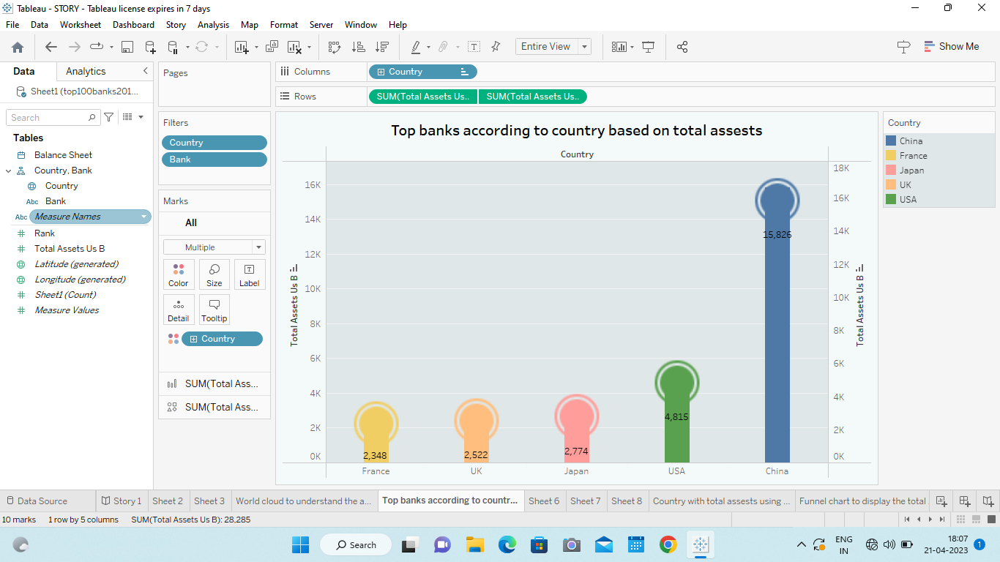 Tableau - STORY - Tableau license expires in 7 days
File Data Worksheet Dashboard Story Analysis Map Format Server Window Help
Entire View
Show Me
Data Analytics
Sheet1 (top100banks201...
Search
Tables
Balance Sheet
Country, Bank
Country
Abc Bank
Abc Measure Names
Rank
Total Assets Us B
Latitude (generated)
Longitude (generated)
Sheet1 (Count)
Measure Values
Pages
Filters
Country
Bank
Marks
All
Multiple
Color Size Label
Detail Tooltip
Country
SUM(Total Ass...
SUM(Total Ass...
Columns Country
Rows SUM(Total Assets Us.. SUM(Total Assets Us..
Top banks according to country based on total assests
Country
Total Assets Us B
16K
14K
12K
10K
8K
6K
4K
2K
0K
2,348
2,522
2,774
4,815
15,826
France UK Japan USA China
18K
16K
14K
12K
10K
8K
6K
4K
2K
0K
Total Assets Us B
Country
China
France
Japan
UK
USA
Data Source Story 1 Sheet 2 Sheet 3 World cloud to understand the a... Top banks according to countr... Sheet 6 Sheet 7 Sheet 8 Country with total assests using ... Funnel chart to display the total
10 marks 1 row by 5 columns SUM(Total Assets Us B): 28,285
Search
ENG
IN
18:07
21-04-2023
1